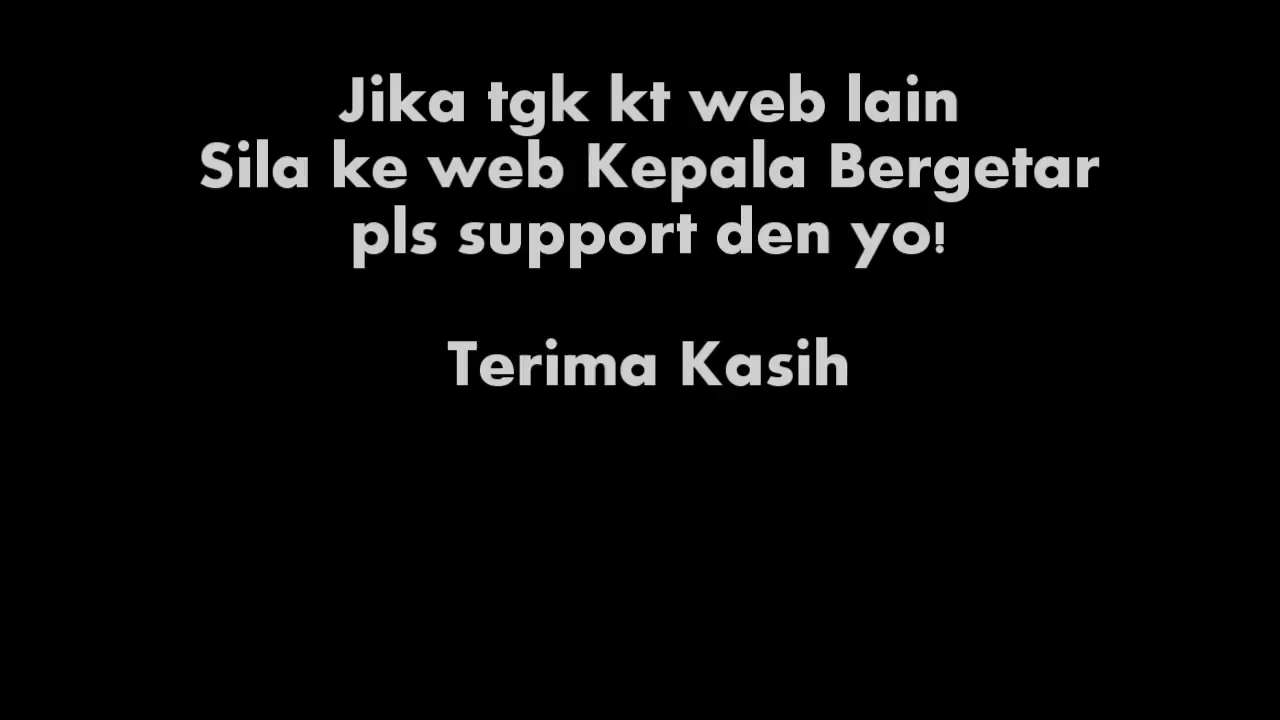 Jika tgk kt web lain
Sila ke web Kepala Bergetar
pls support den yo!
Terima Kasih